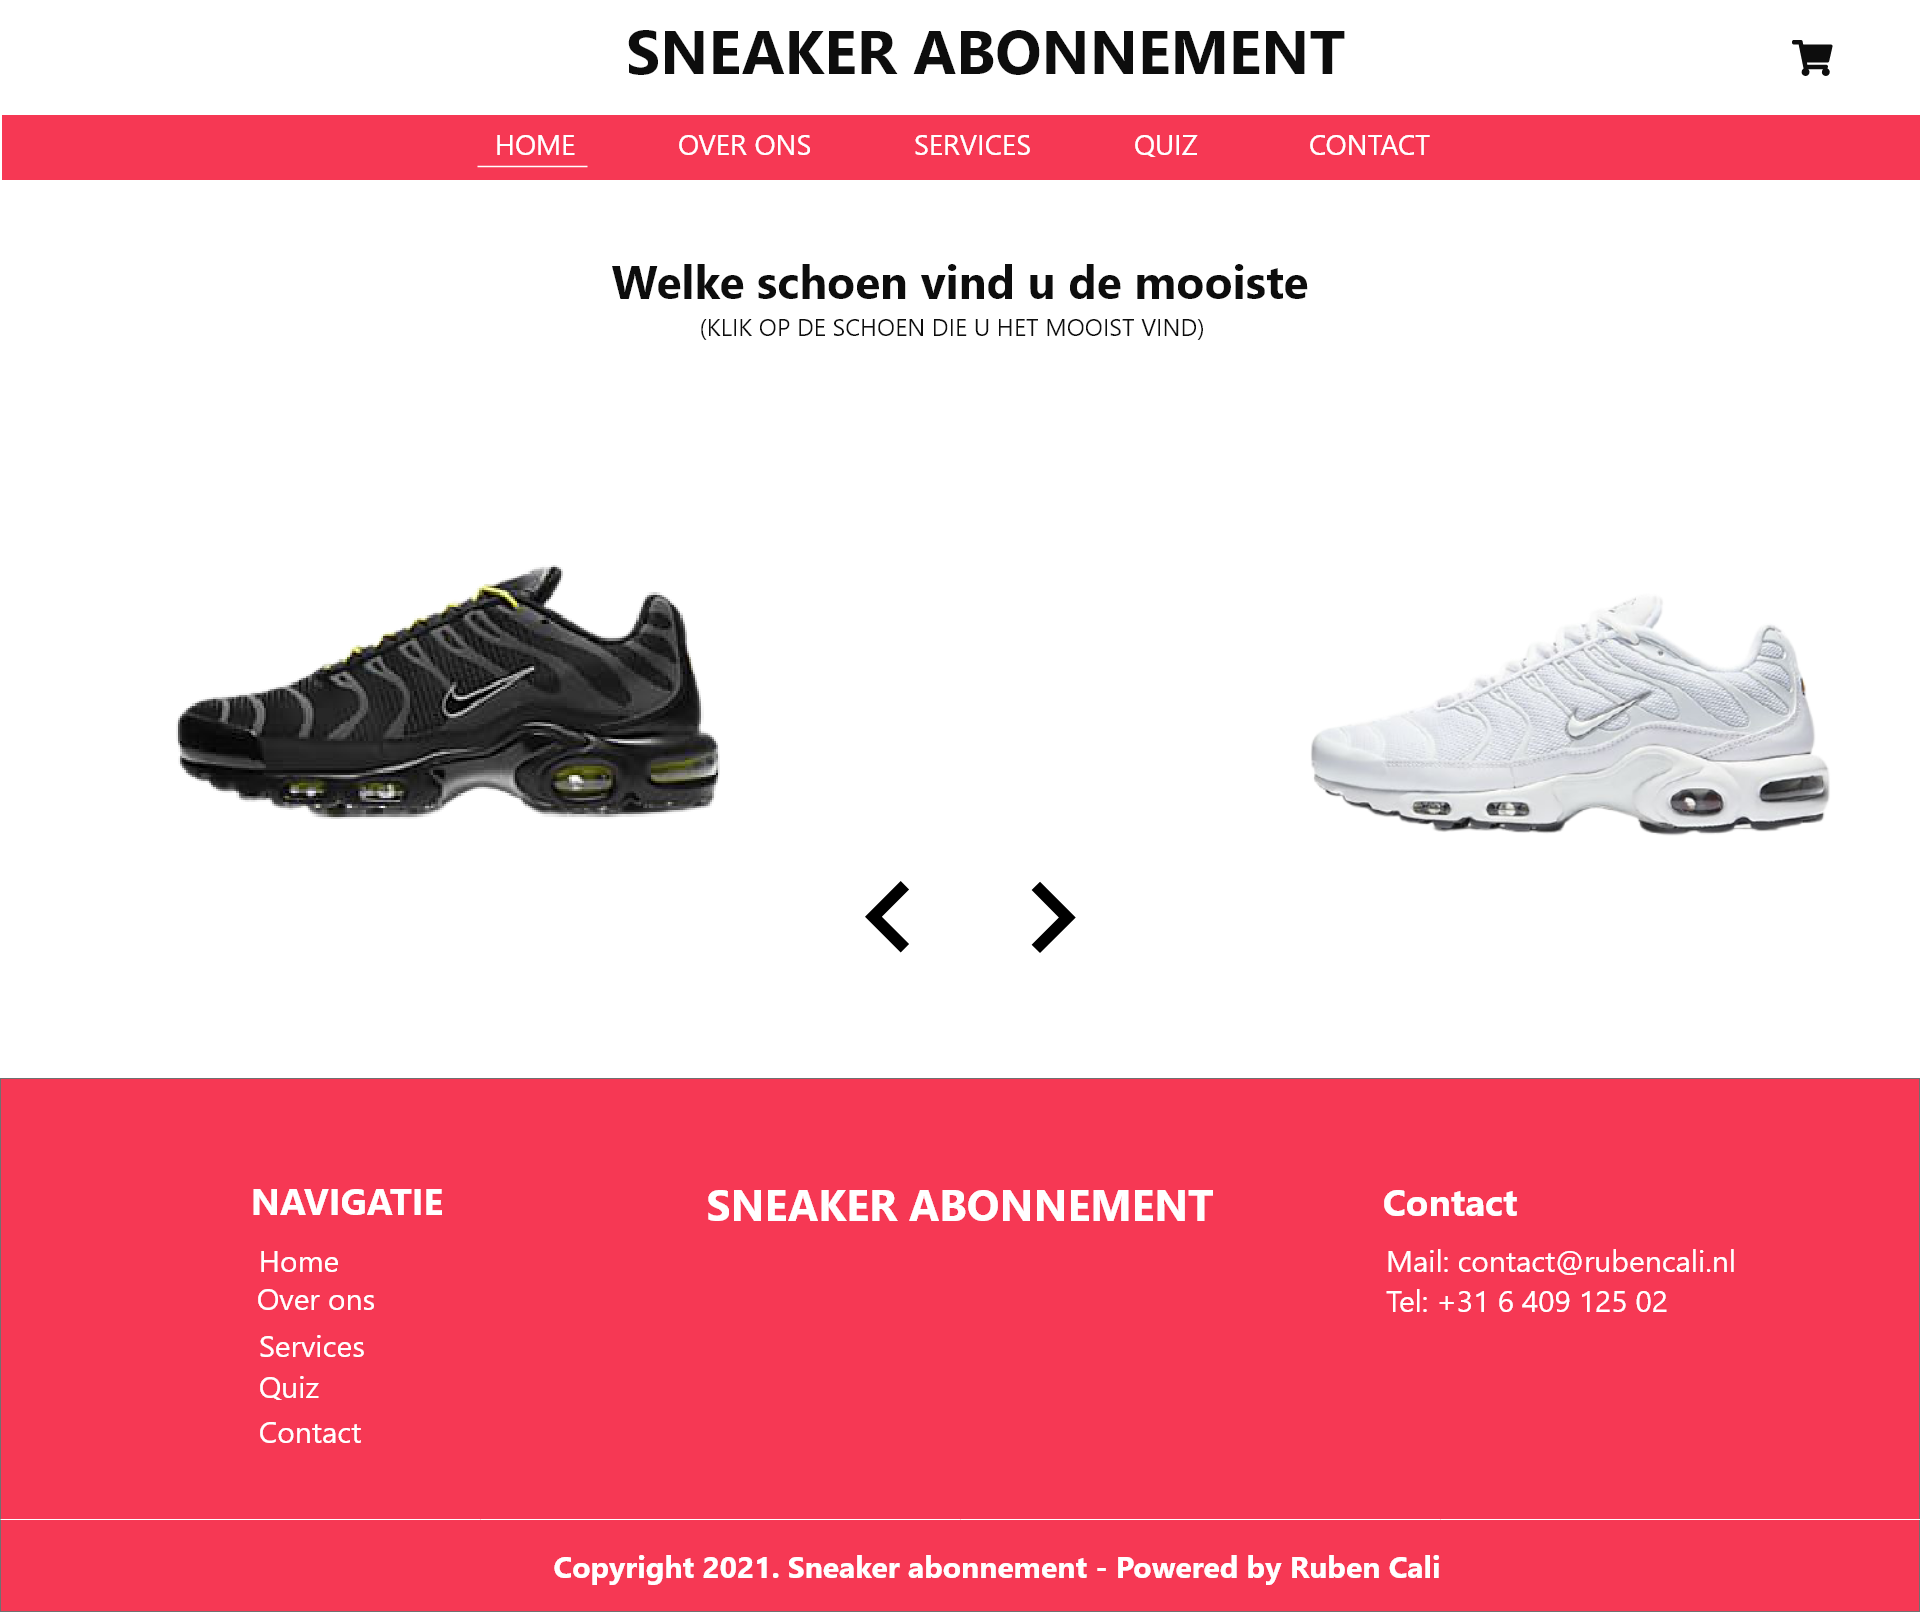 SNEAKER ABONNEMENT
HOME OVER ONS SERVICES QUIZ CONTACT
Welke schoen vind u de mooiste
(KLIK OP DE SCHOEN DIE U HET MOOIST VIND)
NAVIGATIE
Home
Over ons
Services
Quiz
Contact
SNEAKER ABONNEMENT
Contact
Mail: contact@rubencali.nl
Tel: +31 6 409 125 02
Copyright 2021. Sneaker abonnement - Powered by Ruben Cali